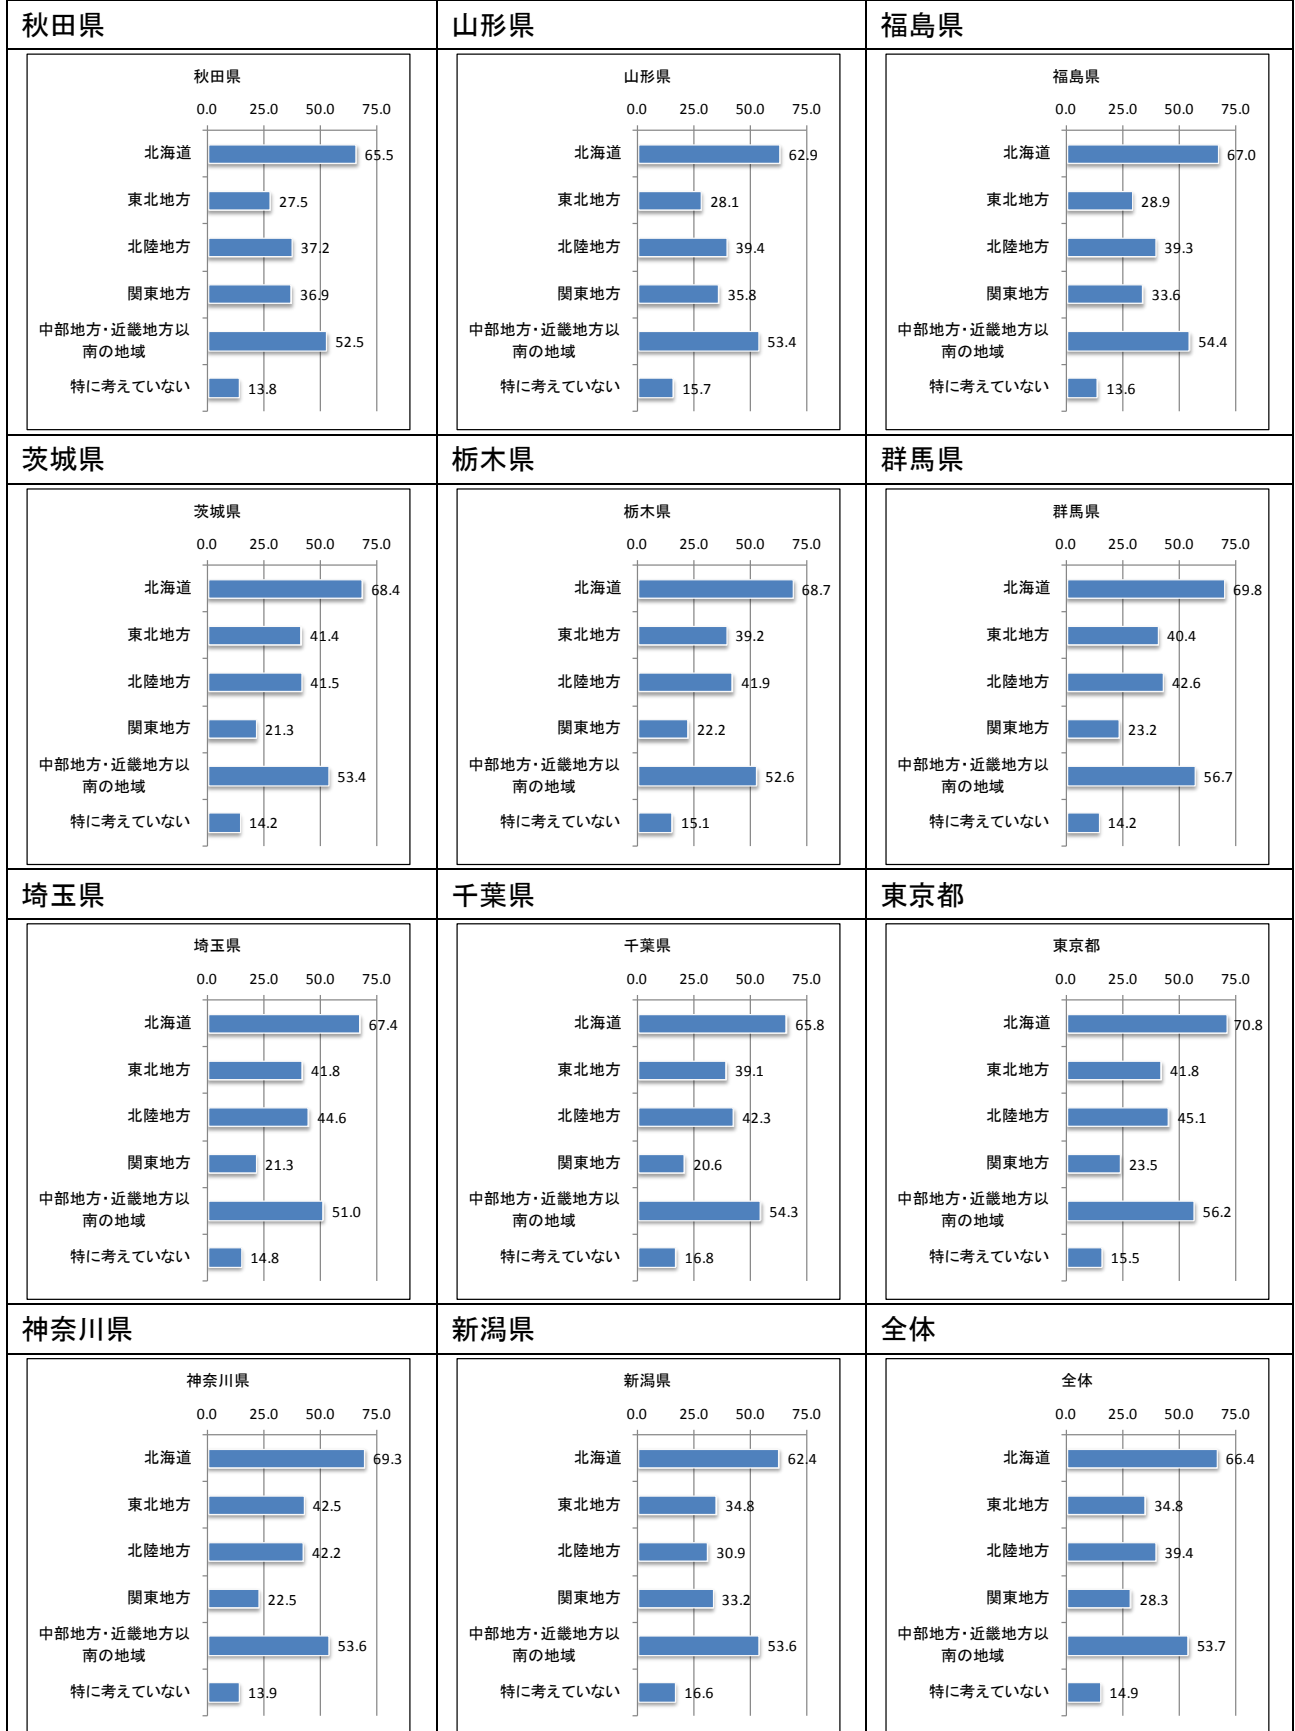 秋田県
山形県
福島県
秋田県
0.0 25.0 50.0 75.0
北海道 65.5
東北地方 27.5
北陸地方 37.2
関東地方 36.9
中部地方・近畿地方以
南の地域 52.5
特に考えていない 13.8
山形県
0.0 25.0 50.0 75.0
北海道 62.9
東北地方 28.1
北陸地方 39.4
関東地方 35.8
中部地方・近畿地方以
南の地域 53.4
特に考えていない 15.7
福島県
0.0 25.0 50.0 75.0
北海道 67.0
東北地方 28.9
北陸地方 39.3
関東地方 33.6
中部地方・近畿地方以
南の地域 54.4
特に考えていない 13.6
茨城県
栃木県
群馬県
茨城県
0.0 25.0 50.0 75.0
北海道 68.4
東北地方 41.4
北陸地方 41.5
関東地方 21.3
中部地方・近畿地方以
南の地域 53.4
特に考えていない 14.2
栃木県
0.0 25.0 50.0 75.0
北海道 68.7
東北地方 39.2
北陸地方 41.9
関東地方 22.2
中部地方・近畿地方以
南の地域 52.6
特に考えていない 15.1
群馬県
0.0 25.0 50.0 75.0
北海道 69.8
東北地方 40.4
北陸地方 42.6
関東地方 23.2
中部地方・近畿地方以
南の地域 56.7
特に考えていない 14.2
埼玉県
千葉県
東京都
埼玉県
0.0 25.0 50.0 75.0
北海道 67.4
東北地方 41.8
北陸地方 44.6
関東地方 21.3
中部地方・近畿地方以
南の地域 51.0
特に考えていない 14.8
千葉県
0.0 25.0 50.0 75.0
北海道 65.8
東北地方 39.1
北陸地方 42.3
関東地方 20.6
中部地方・近畿地方以
南の地域 54.3
特に考えていない 16.8
東京都
0.0 25.0 50.0 75.0
北海道 70.8
東北地方 41.8
北陸地方 45.1
関東地方 23.5
中部地方・近畿地方以
南の地域 56.2
特に考えていない 15.5
神奈川県
新潟県
全体
神奈川県
0.0 25.0 50.0 75.0
北海道 69.3
東北地方 42.5
北陸地方 42.2
関東地方 22.5
中部地方・近畿地方以
南の地域 53.6
特に考えていない 13.9
新潟県
0.0 25.0 50.0 75.0
北海道 62.4
東北地方 34.8
北陸地方 30.9
関東地方 33.2
中部地方・近畿地方以
南の地域 53.6
特に考えていない 16.6
全体
0.0 25.0 50.0 75.0
北海道 66.4
東北地方 34.8
北陸地方 39.4
関東地方 28.3
中部地方・近畿地方以
南の地域 53.7
特に考えていない 14.9